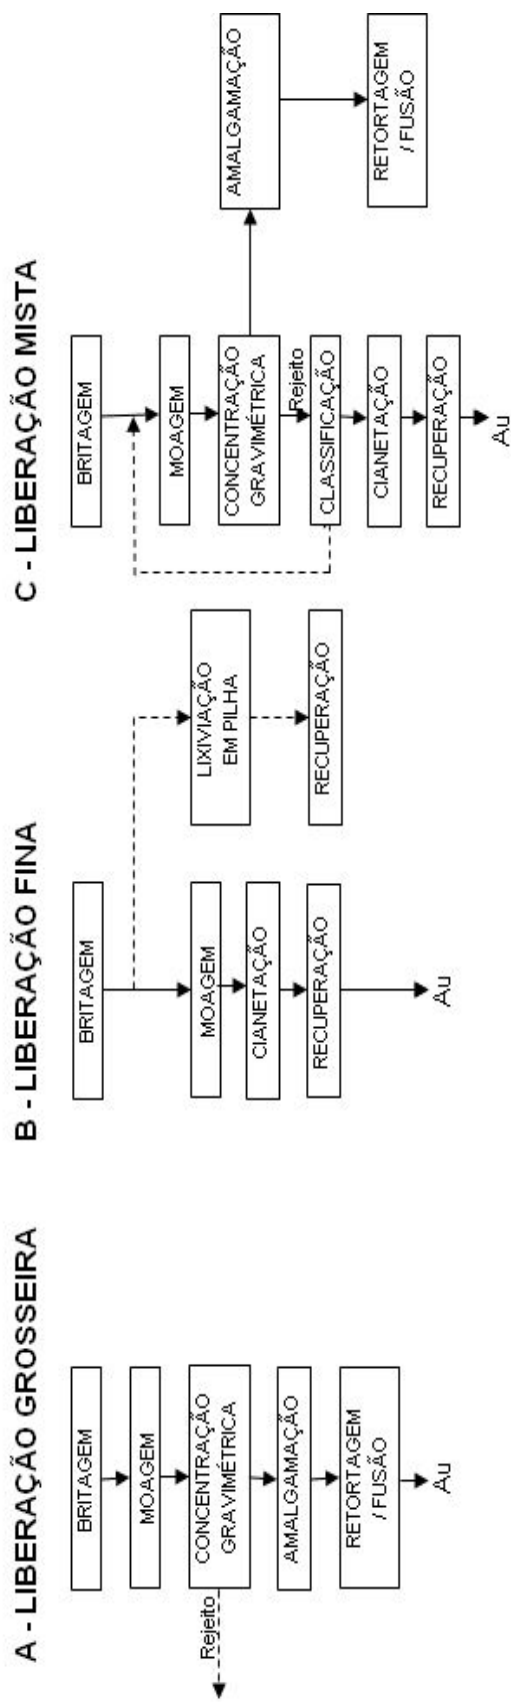 A - LIBERAÇÃO GROSSEIRA
BRITAGEM
MOAGEM
CONCENTRAÇÃO
GRAVIMÉTRICA
Rejeito
AMALGAMAÇÃO
RETORTAGEM
/ FUSÃO
Au
B - LIBERAÇÃO FINA
BRITAGEM
MOAGEM
CIANETAÇÃO
RECUPERAÇÃO
Au
LIXIVIAÇÃO
EM PILHA
RECUPERAÇÃO
C - LIBERAÇÃO MISTA
BRITAGEM
MOAGEM
CONCENTRAÇÃO
GRAVIMÉTRICA
Rejeito
CLASSIFICAÇÃO
CIANETAÇÃO
RECUPERAÇÃO
Au
AMALGAMAÇÃO
RETORTAGEM
/ FUSÃO